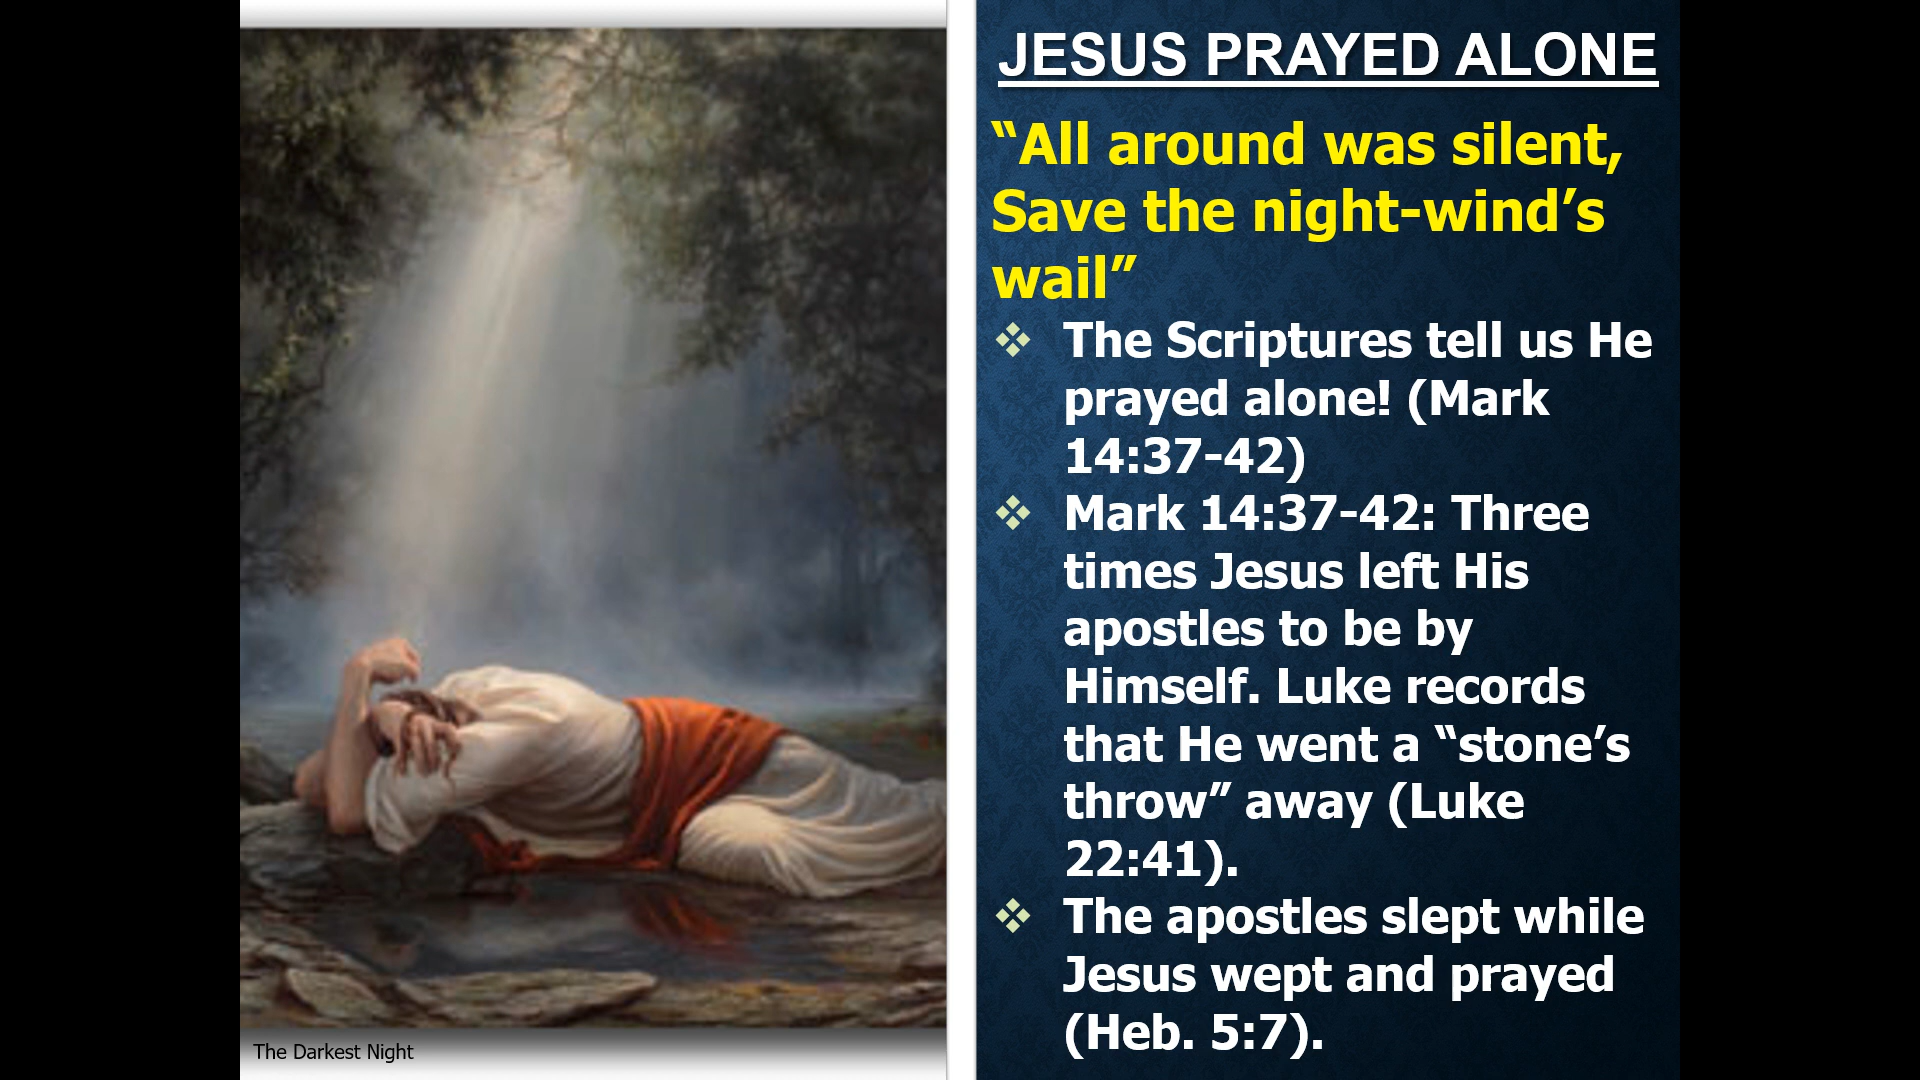 JESUS PRAYED ALONE
“All around was silent,
Save the night-wind’s
wail”
❖ The Scriptures tell us He
prayed alone! (Mark
14:37-42)
❖ Mark 14:37-42: Three
times Jesus left His
apostles to be by
Himself. Luke records
that He went a “stone’s
throw” away (Luke
22:41).
❖ The apostles slept while
Jesus wept and prayed
(Heb. 5:7).
The Darkest Night